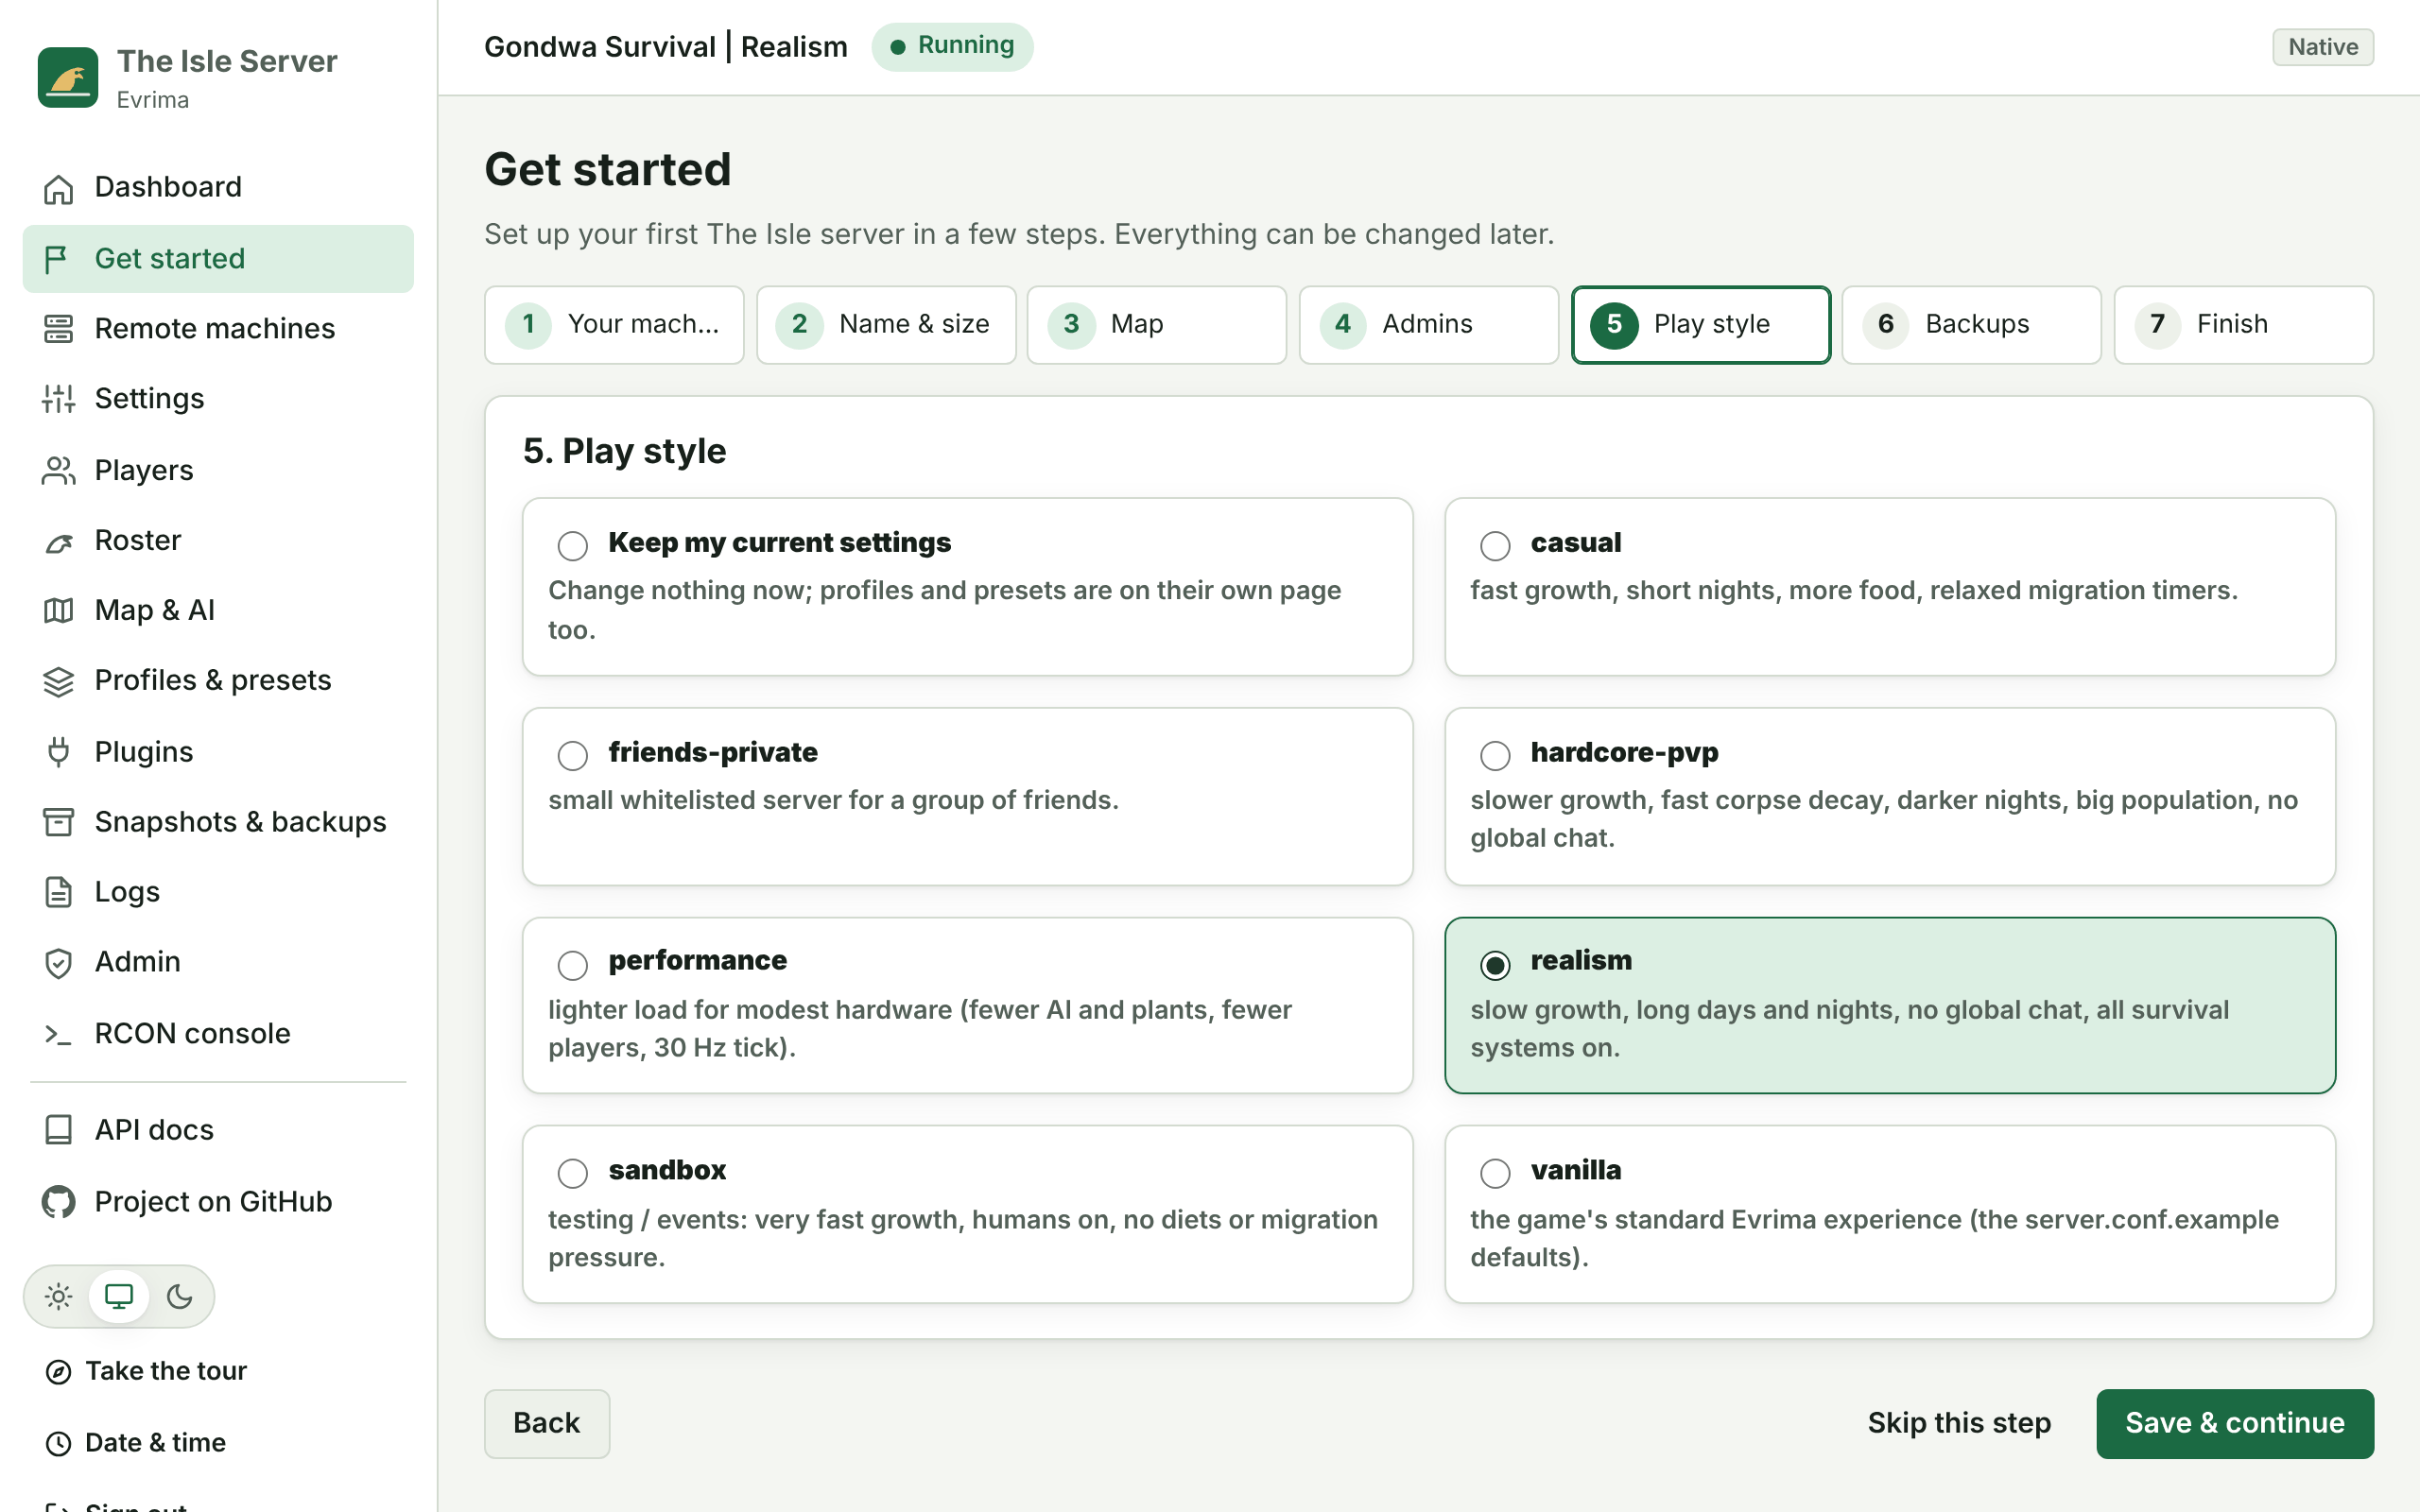 The Isle Server
Evrima
Dashboard
Get started
Remote machines
Settings
Players
Roster
Map & AI
Profiles & presets
Plugins
Snapshots & backups
Logs
Admin
RCON console
API docs
Project on GitHub
Take the tour
Date & time
Sign out
Gondwa Survival | Realism
Running
Native
Get started
Set up your first The Isle server in a few steps. Everything can be changed later.
1 Your mach...
2 Name & size
3 Map
4 Admins
5 Play style
6 Backups
7 Finish
5. Play style
Keep my current settings
Change nothing now; profiles and presets are on their own page
too.
casual
fast growth, short nights, more food, relaxed migration timers.
friends-private
small whitelisted server for a group of friends.
hardcore-pvp
slower growth, fast corpse decay, darker nights, big population, no
global chat.
performance
lighter load for modest hardware (fewer AI and plants, fewer
players, 30 Hz tick).
realism
slow growth, long days and nights, no global chat, all survival
systems on.
sandbox
testing / events: very fast growth, humans on, no diets or migration
pressure.
vanilla
the game's standard Evrima experience (the server.conf.example
defaults).
Back
Skip this step
Save & continue